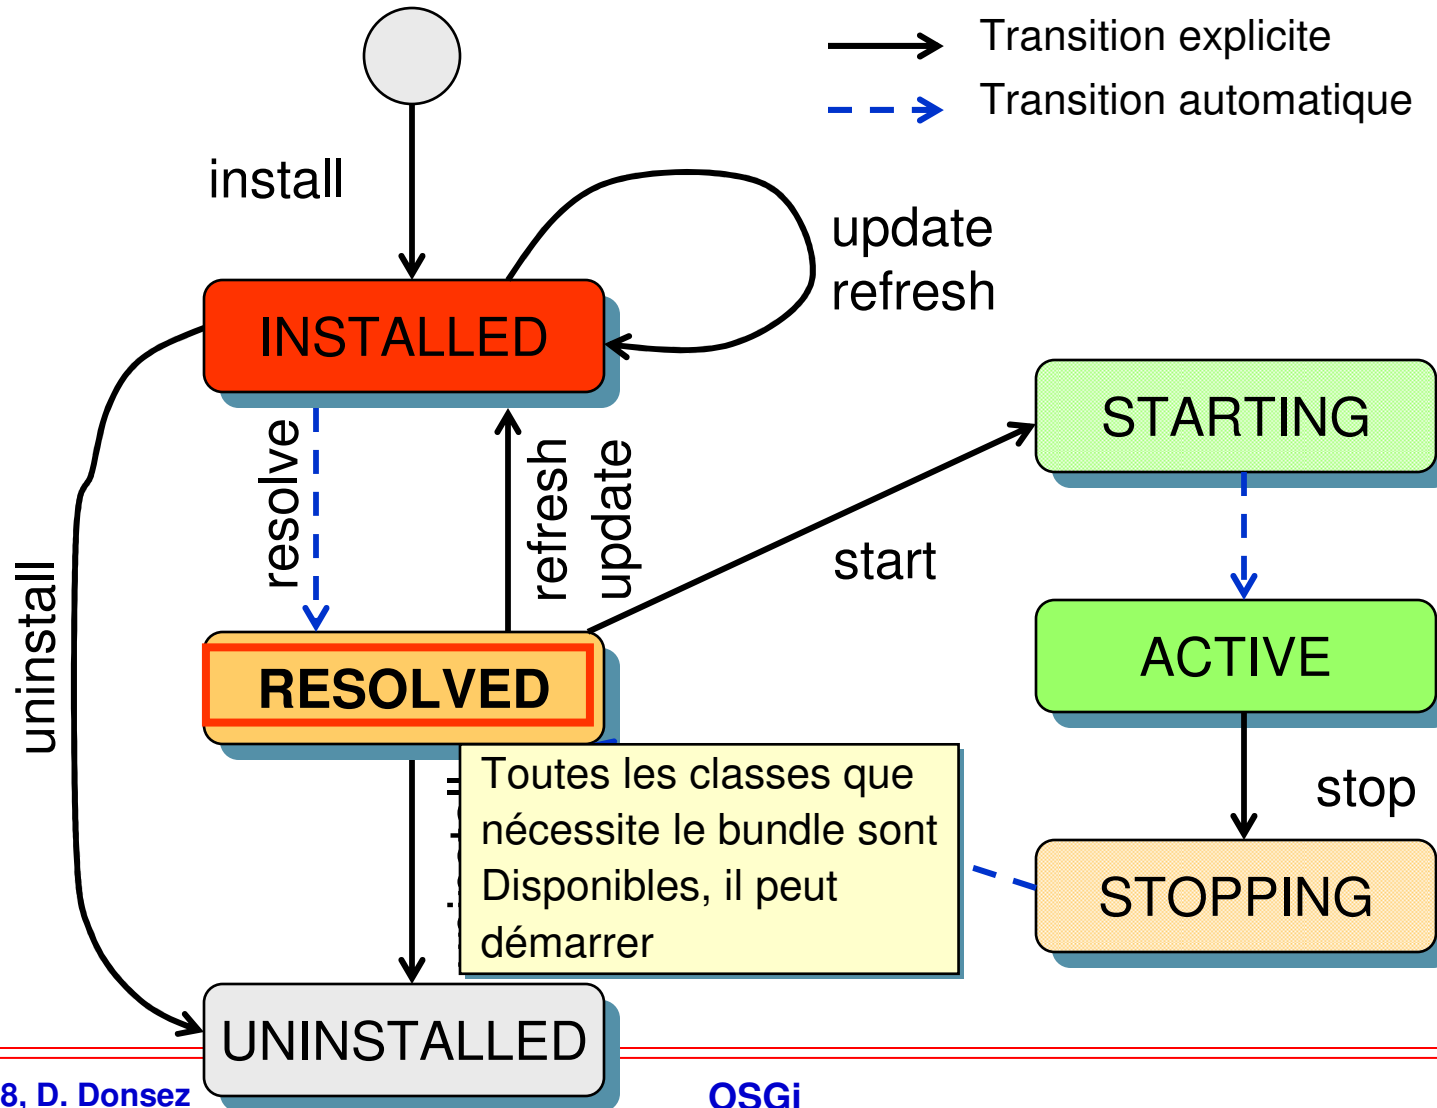 Transition explicite
Transition automatique
install
update
refresh
INSTALLED
STARTING
resolve
refresh
update
start
uninstall
ACTIVE
RESOLVED
Toutes les classes que
nécessite le bundle sont
Disponibles, il peut
démarrer
stop
STOPPING
UNINSTALLED
8, D. Donsez
OSGi